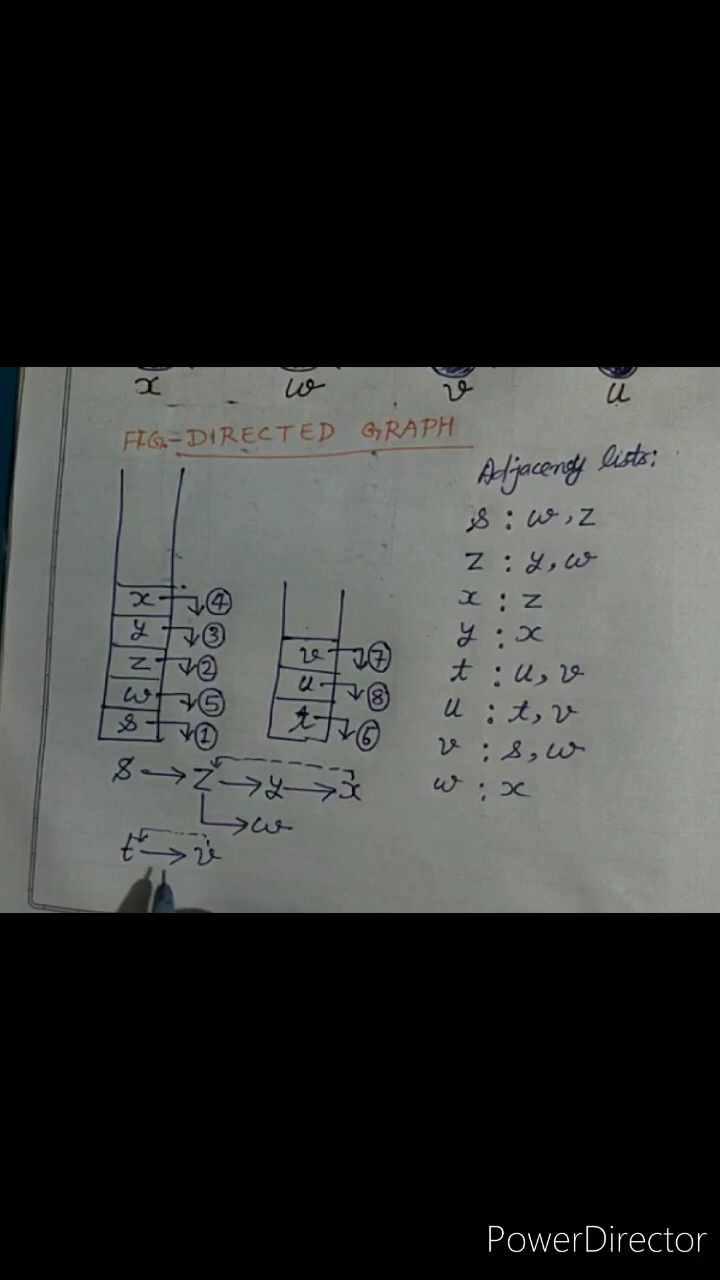 x w v u
FIG.-DIRECTED GRAPH
Adjacency lists:
s : w, z
z : y, w
x : z
y : x
t : u, v
u : t, v
v : s, w
w : x
x ④
y ③
z ②
w ⑤
s ①
v ⑦
u ⑧
t ⑥
s → z → y → x
→ w
t → v
PowerDirector